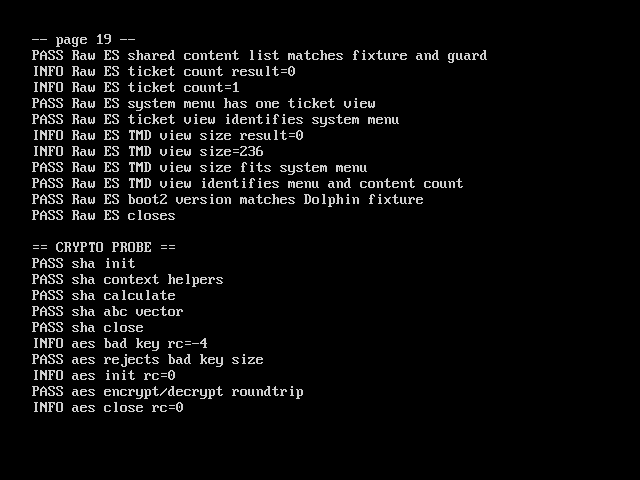 -- page 19 --
PASS Raw ES shared content list matches fixture and guard
INFO Raw ES ticket count result=0
INFO Raw ES ticket count=1
PASS Raw ES system menu has one ticket view
PASS Raw ES ticket view identifies system menu
INFO Raw ES TMD view size result=0
INFO Raw ES TMD view size=236
PASS Raw ES TMD view size fits system menu
PASS Raw ES TMD view identifies menu and content count
PASS Raw ES boot2 version matches Dolphin fixture
PASS Raw ES closes
== CRYPTO PROBE ==
PASS sha init
PASS sha context helpers
PASS sha calculate
PASS sha abc vector
PASS sha close
INFO aes bad key rc=-4
PASS aes rejects bad key size
INFO aes init rc=0
PASS aes encrypt/decrypt roundtrip
INFO aes close rc=0